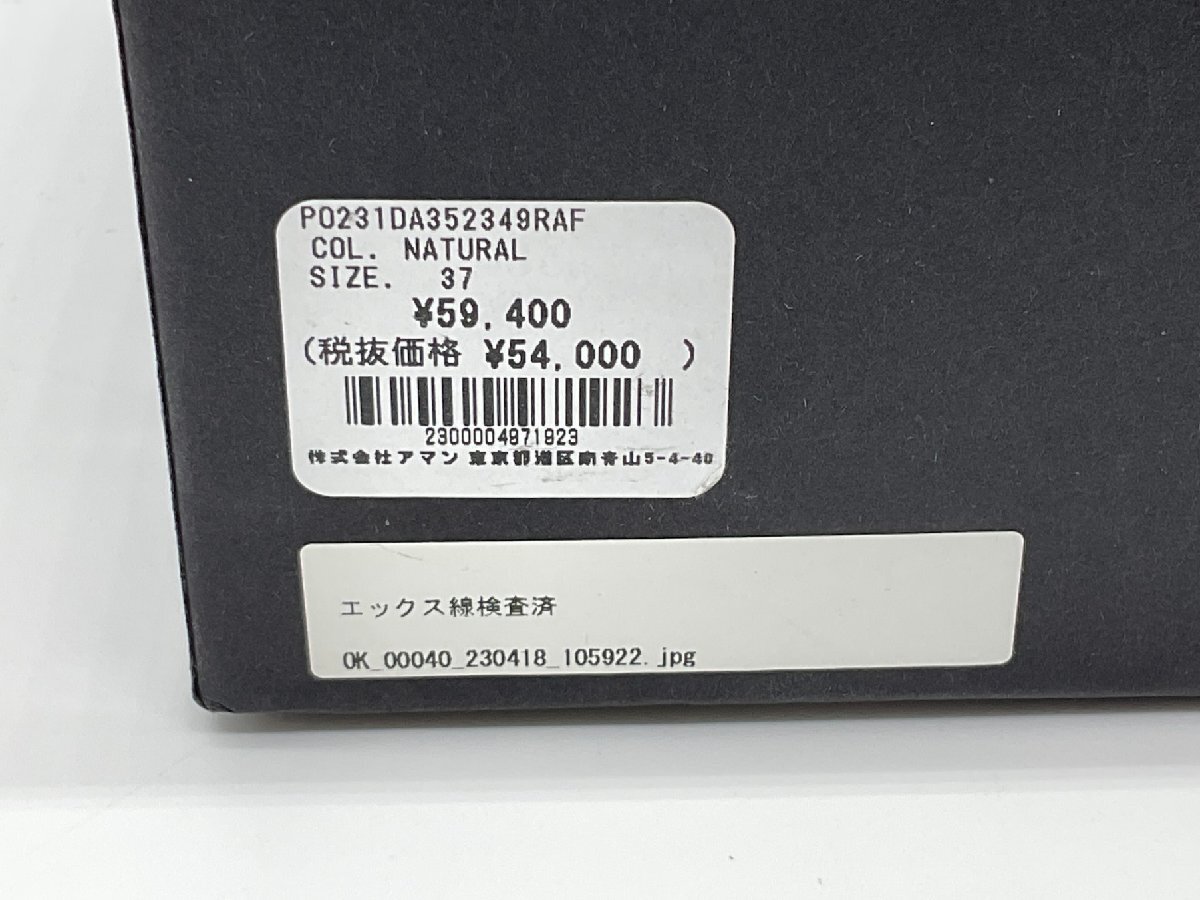 PO231DA352349RAF
COL. NATURAL
SIZE. 37
¥59,400
(税抜価格 ¥54,000 )
2300004871923
株式会社アマン 東京都港区南青山5-4-40
エックス線検査済
OK_00040_230418_105922.jpg